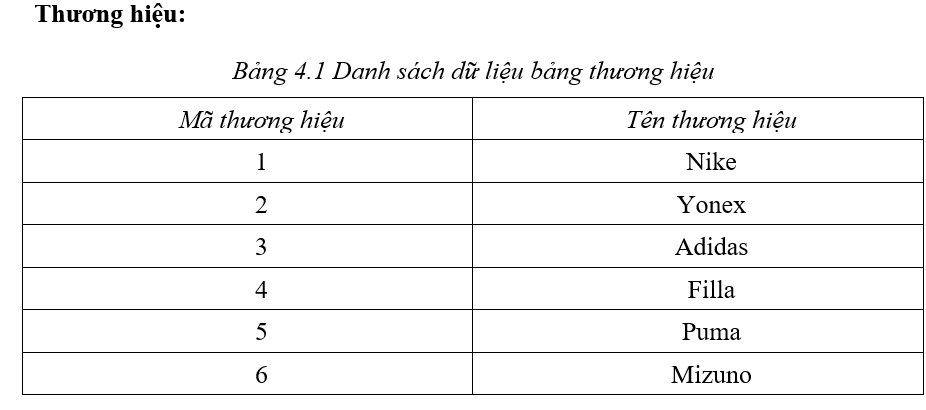 Thương hiệu:
Bảng 4.1 Danh sách dữ liệu bảng thương hiệu
Mã thương hiệu Tên thương hiệu
1 Nike
2 Yonex
3 Adidas
4 Filla
5 Puma
6 Mizuno